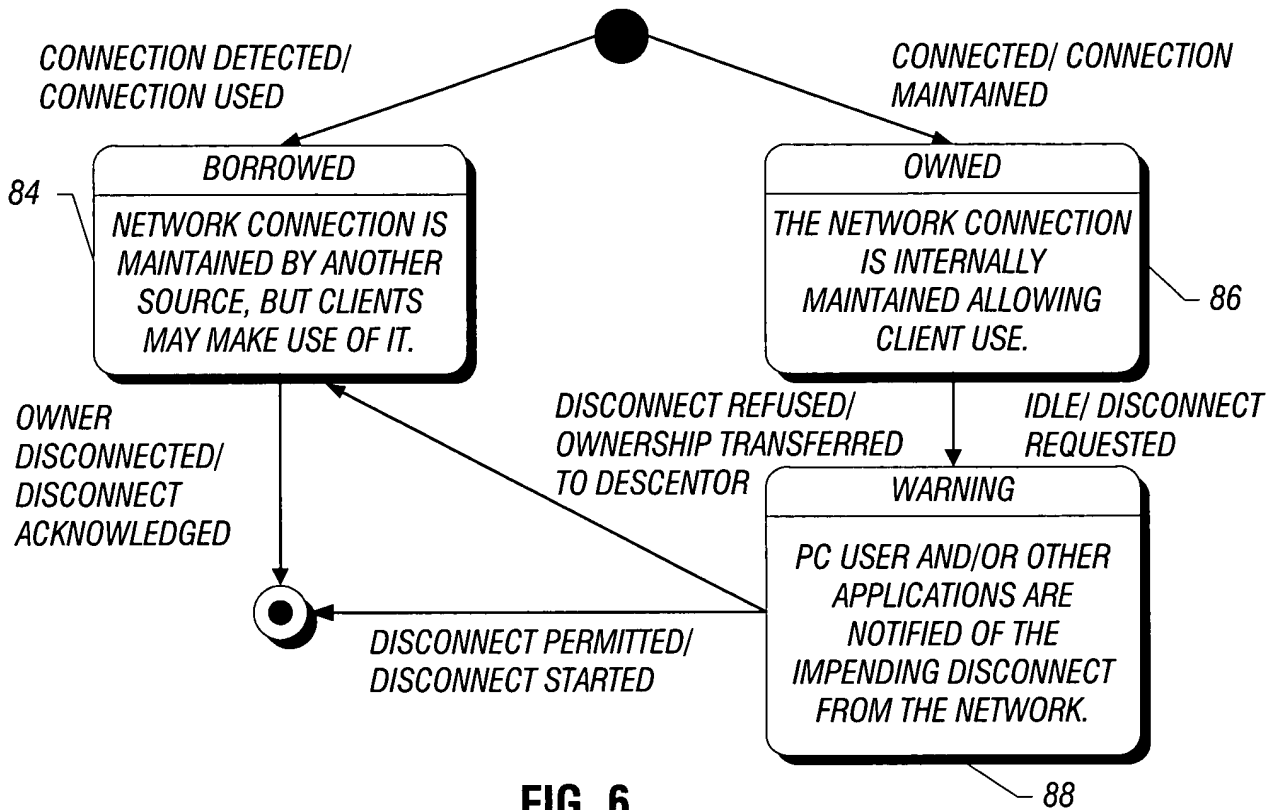 CONNECTION DETECTED/
CONNECTION USED
CONNECTED/ CONNECTION
MAINTAINED
84
BORROWED
NETWORK CONNECTION IS
MAINTAINED BY ANOTHER
SOURCE, BUT CLIENTS
MAY MAKE USE OF IT.
OWNED
THE NETWORK CONNECTION
IS INTERNALLY
MAINTAINED ALLOWING
CLIENT USE.
86
OWNER
DISCONNECTED/
DISCONNECT
ACKNOWLEDGED
DISCONNECT REFUSED/
OWNERSHIP TRANSFERRED
TO DESCENTOR
IDLE/ DISCONNECT
REQUESTED
WARNING
PC USER AND/OR OTHER
APPLICATIONS ARE
NOTIFIED OF THE
IMPENDING DISCONNECT
FROM THE NETWORK.
DISCONNECT PERMITTED/
DISCONNECT STARTED
88
FIG. 6